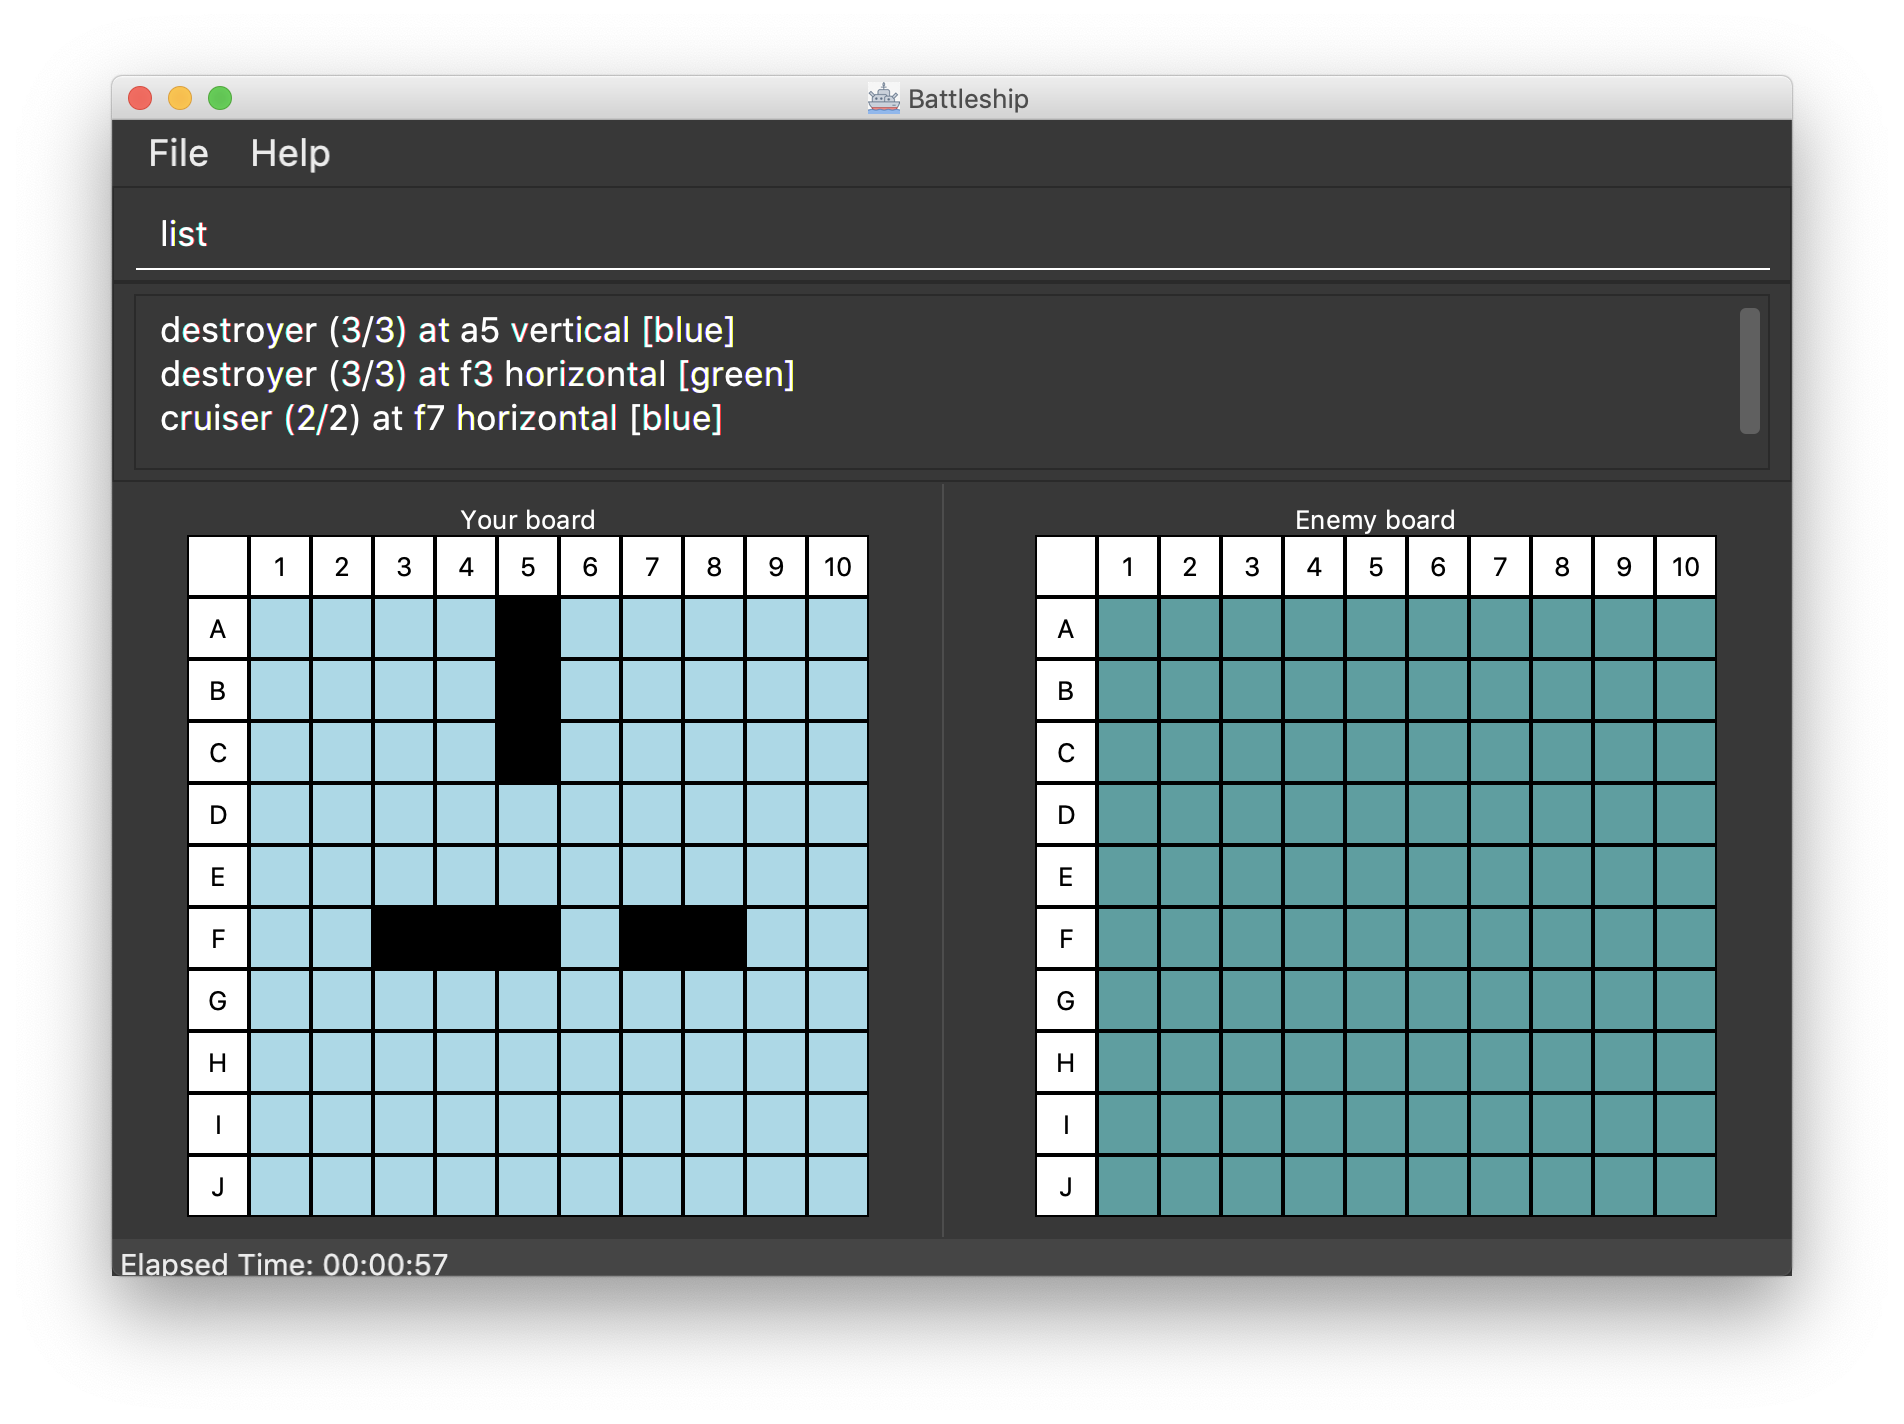 Battleship
File Help
list
destroyer (3/3) at a5 vertical [blue]
destroyer (3/3) at f3 horizontal [green]
cruiser (2/2) at f7 horizontal [blue]
Your board
1 2 3 4 5 6 7 8 9 10
A
B
C
D
E
F
G
H
I
J
Enemy board
1 2 3 4 5 6 7 8 9 10
A
B
C
D
E
F
G
H
I
J
Elapsed Time: 00:00:57